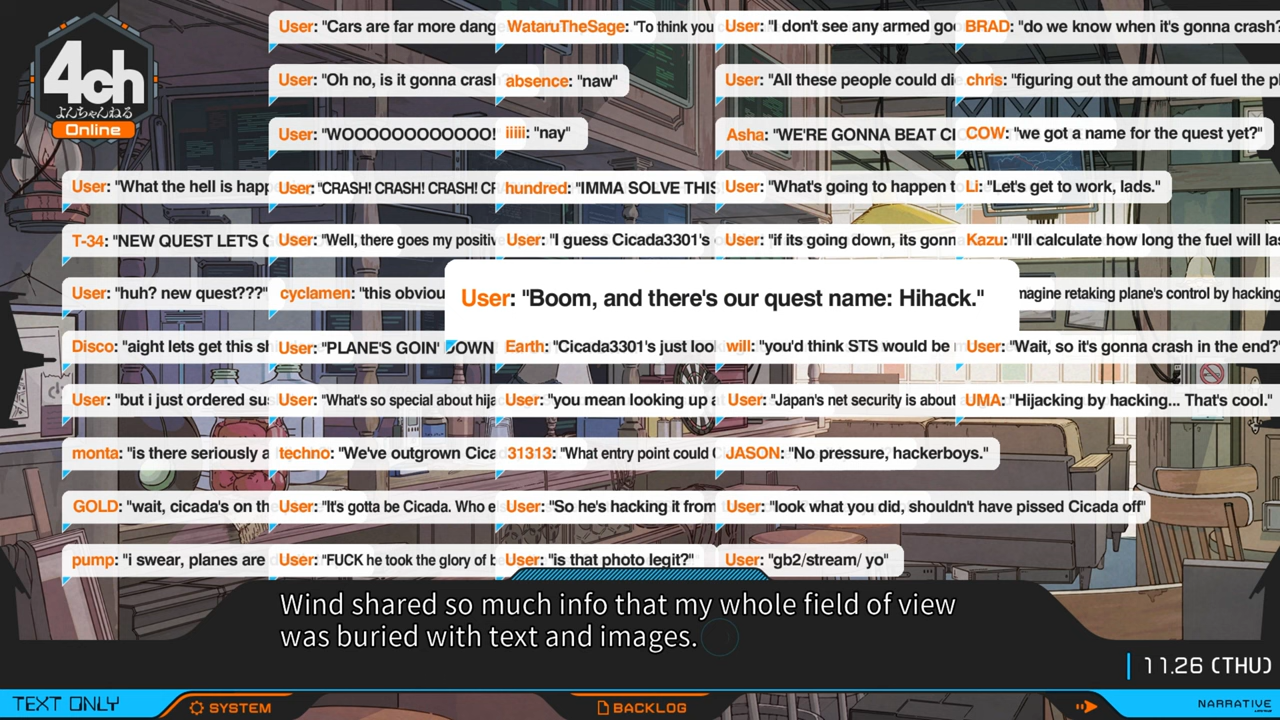 4ch
よんちゃんねる
Online
User: "Cars are far more dang
WataruTheSage: "To think you
User: "I don't see any armed go
BRAD: "do we know when it's gonna crash?
User: "Oh no, is it gonna crash
absence: "naw"
User: "All these people could di
chris: "figuring out the amount of fuel the p
User: "WOOOOOOOOOOOO!
iiiii: "nay"
Asha: "WE'RE GONNA BEAT CI
COW: "we got a name for the quest yet?"
User: "What the hell is happ
User: "CRASH! CRASH! CRASH! CR
hundred: "IMMA SOLVE THIS
User: "What's going to happen t
Li: "Let's get to work, lads."
T-34: "NEW QUEST LET'S G
User: "Well, there goes my positiv
User: "I guess Cicada3301's
User: "if its going down, its gonn
Kazu: "I'll calculate how long the fuel will las
User: "huh? new quest???"
cyclamen: "this obviou
User: "Boom, and there's our quest name: Hihack."
magine retaking plane's control by hacking
Disco: "aight lets get this sh
User: "PLANE'S GOIN' DOWN
Earth: "Cicada3301's just loo
will: "you'd think STS would be
User: "Wait, so it's gonna crash in the end?"
User: "but i just ordered su
User: "What's so special about hija
User: "you mean looking up a
User: "Japan's net security is about
UMA: "Hijacking by hacking... That's cool."
monta: "is there seriously a
techno: "We've outgrown Cica
31313: "What entry point could C
JASON: "No pressure, hackerboys."
GOLD: "wait, cicada's on th
User: "It's gotta be Cicada. Who e
User: "So he's hacking it from
User: "look what you did, shouldn't have pissed Cicada off"
pump: "i swear, planes are
User: "FUCK he took the glory of b
User: "is that photo legit?"
User: "gb2/stream/ yo"
Wind shared so much info that my whole field of view
was buried with text and images.
11.26 (THU)
TEXT ONLY
SYSTEM
BACKLOG
NARRATIVE